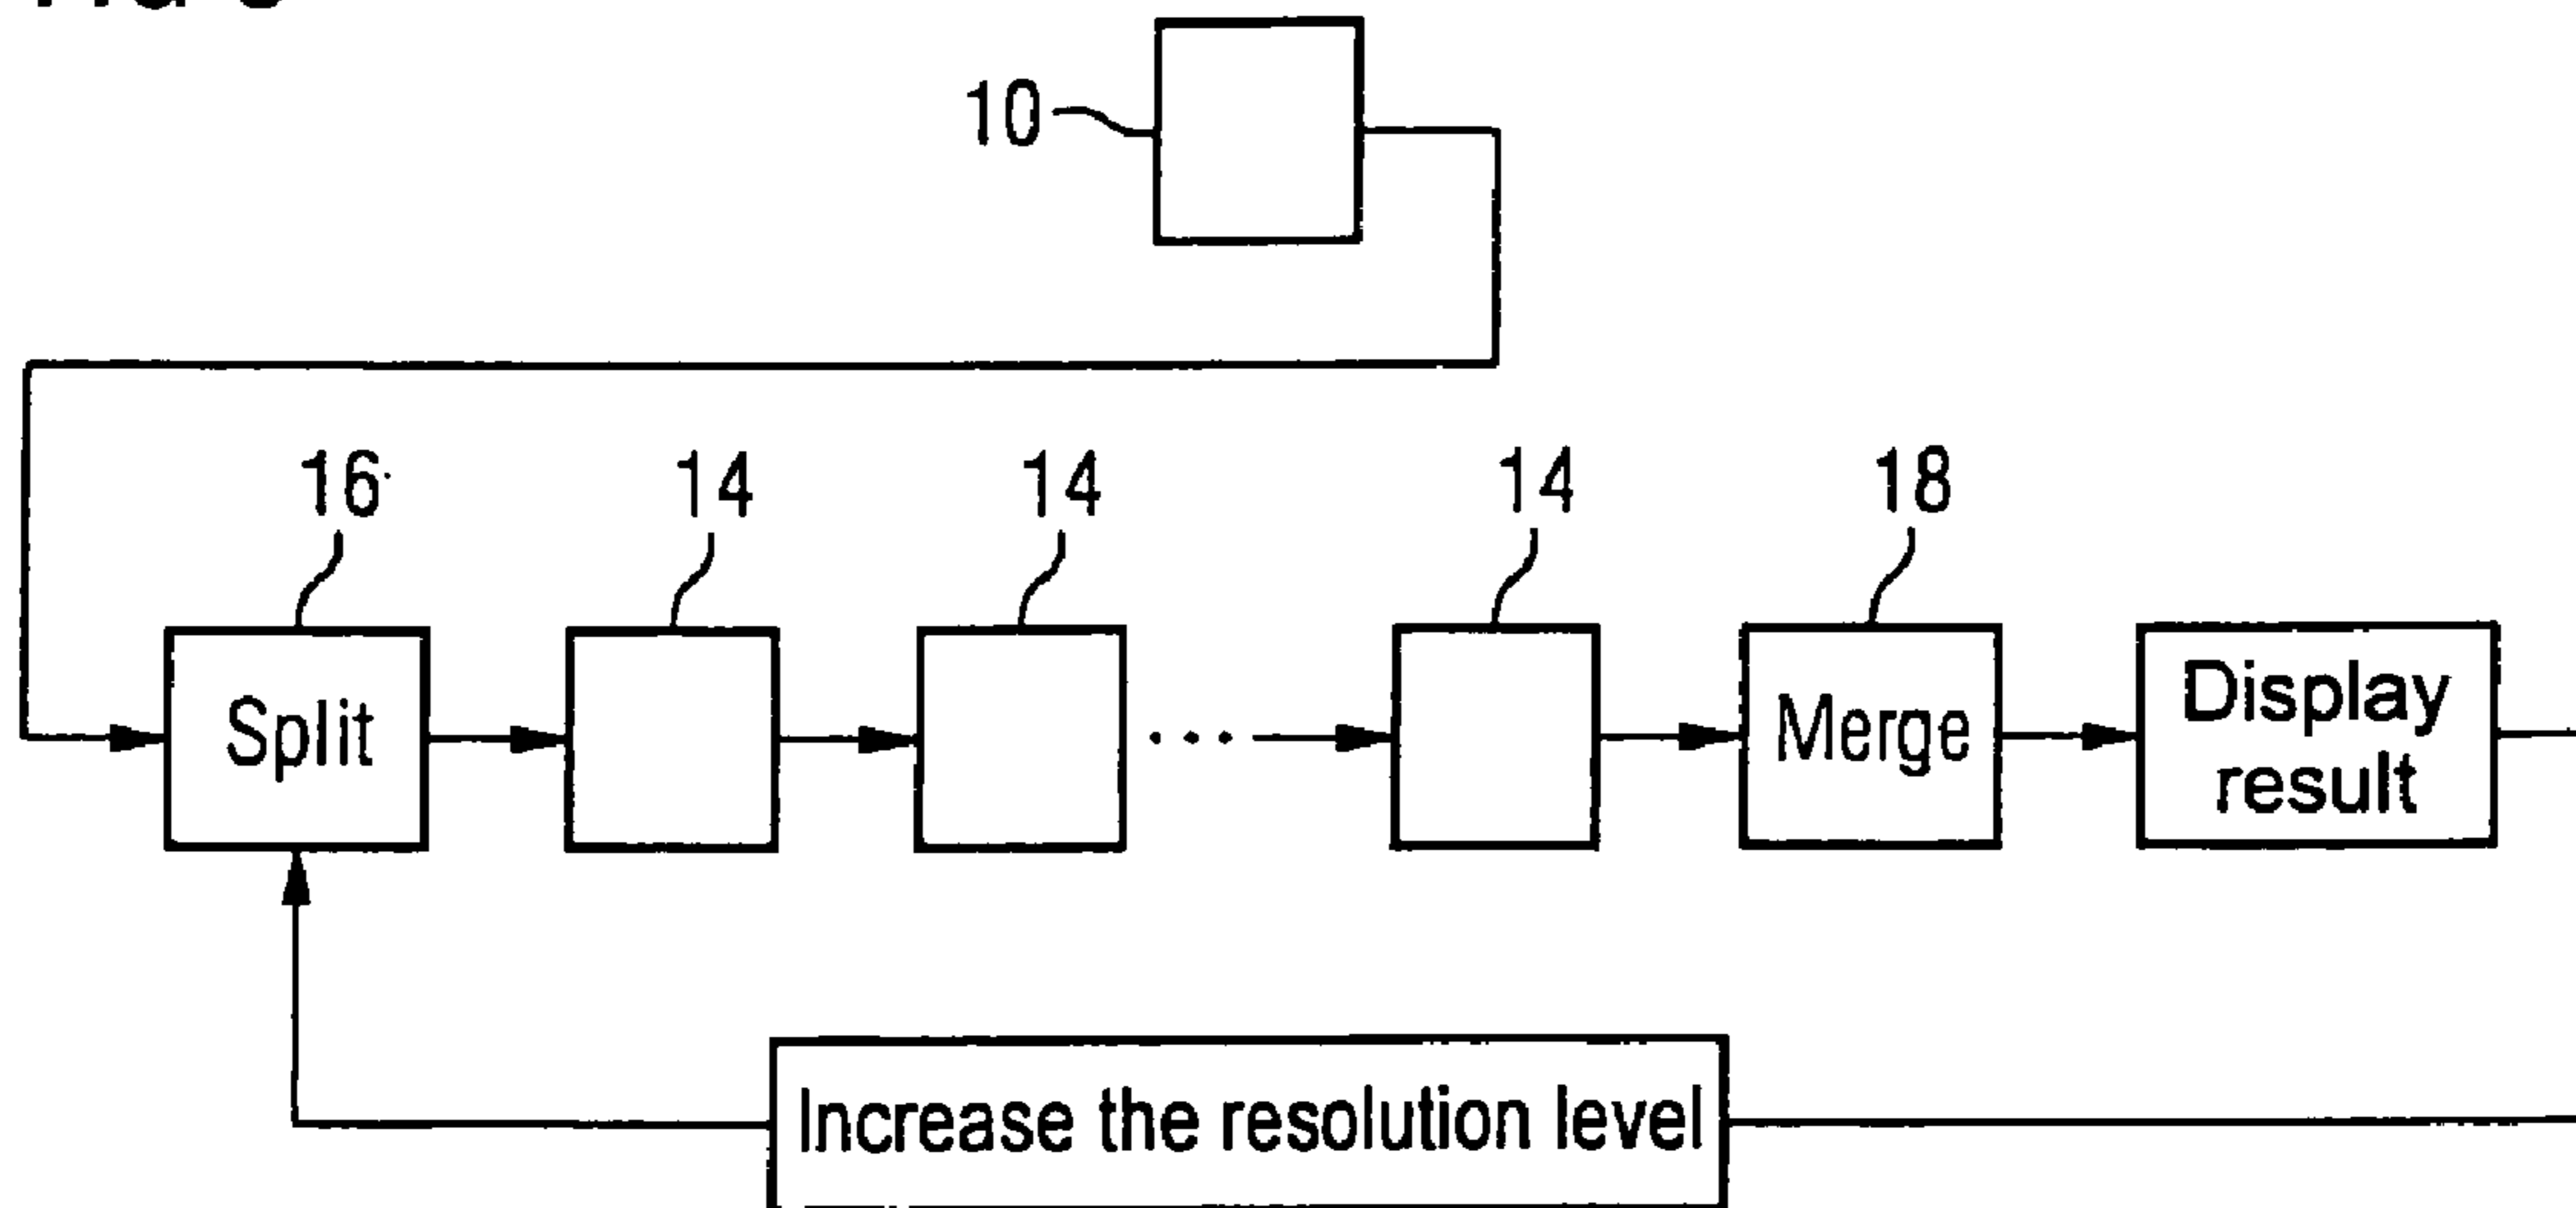 10
16
14
14
14
18
Split
...
Merge
Display
result
Increase the resolution level